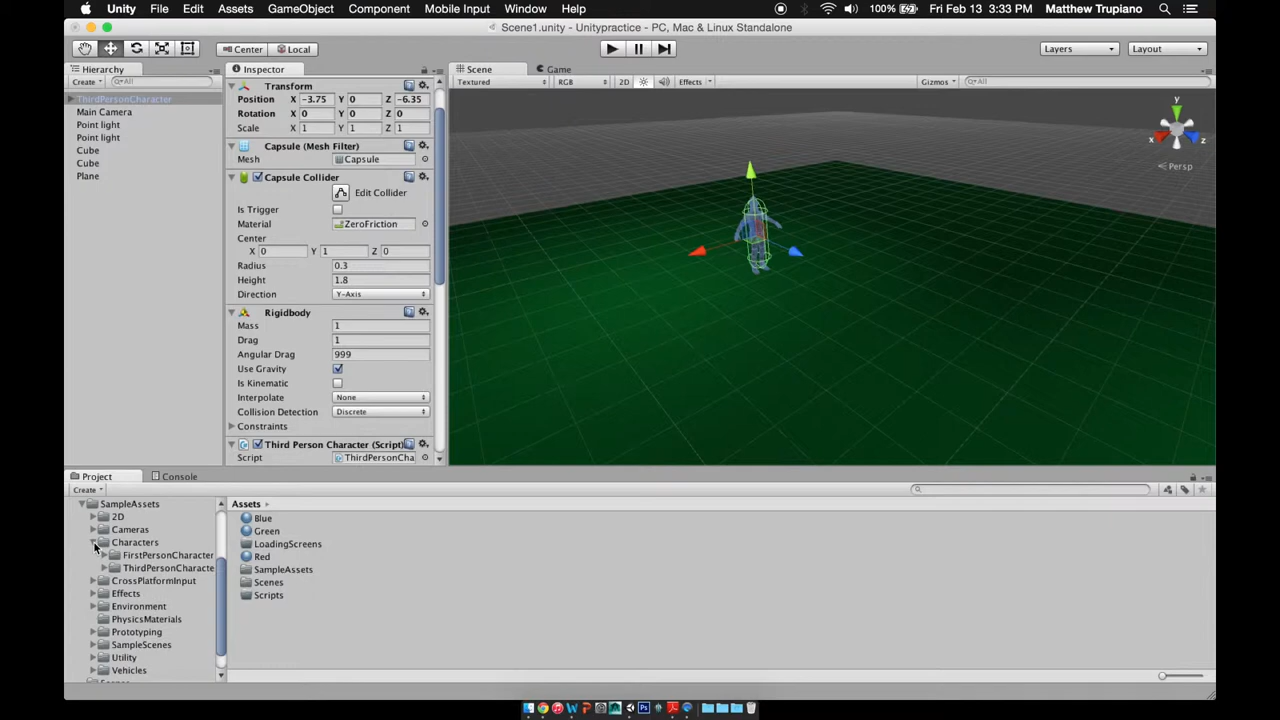 Unity File Edit Assets GameObject Component Mobile Input Window Help 100% Fri Feb 13 3:33 PM Matthew Trupiano
Scene1.unity - Unitypractice - PC, Mac & Linux Standalone
Center Local Layers Layout
Hierarchy Inspector Scene Game
Create All Textured RGB 2D Effects Gizmos All
ThirdPersonCharacter
Main Camera
Point light
Point light
Cube
Cube
Plane
Transform
Position X -3.75 Y 0 Z -6.35
Rotation X 0 Y 0 Z 0
Scale X 1 Y 1 Z 1
Capsule (Mesh Filter)
Mesh Capsule
Capsule Collider
Edit Collider
Is Trigger
Material ZeroFriction
Center
X 0 Y 1 Z 0
Radius 0.3
Height 1.8
Direction Y-Axis
Rigidbody
Mass 1
Drag 1
Angular Drag 999
Use Gravity
Is Kinematic
Interpolate None
Collision Detection Discrete
Constraints
Third Person Character (Script)
Script ThirdPersonCha
y
x
z
Persp
Project Console
Create
SampleAssets
2D
Cameras
Characters
FirstPersonCharacter
ThirdPersonCharacte
CrossPlatformInput
Effects
Environment
PhysicsMaterials
Prototyping
SampleScenes
Utility
Vehicles
Assets
Blue
Green
LoadingScreens
Red
SampleAssets
Scenes
Scripts